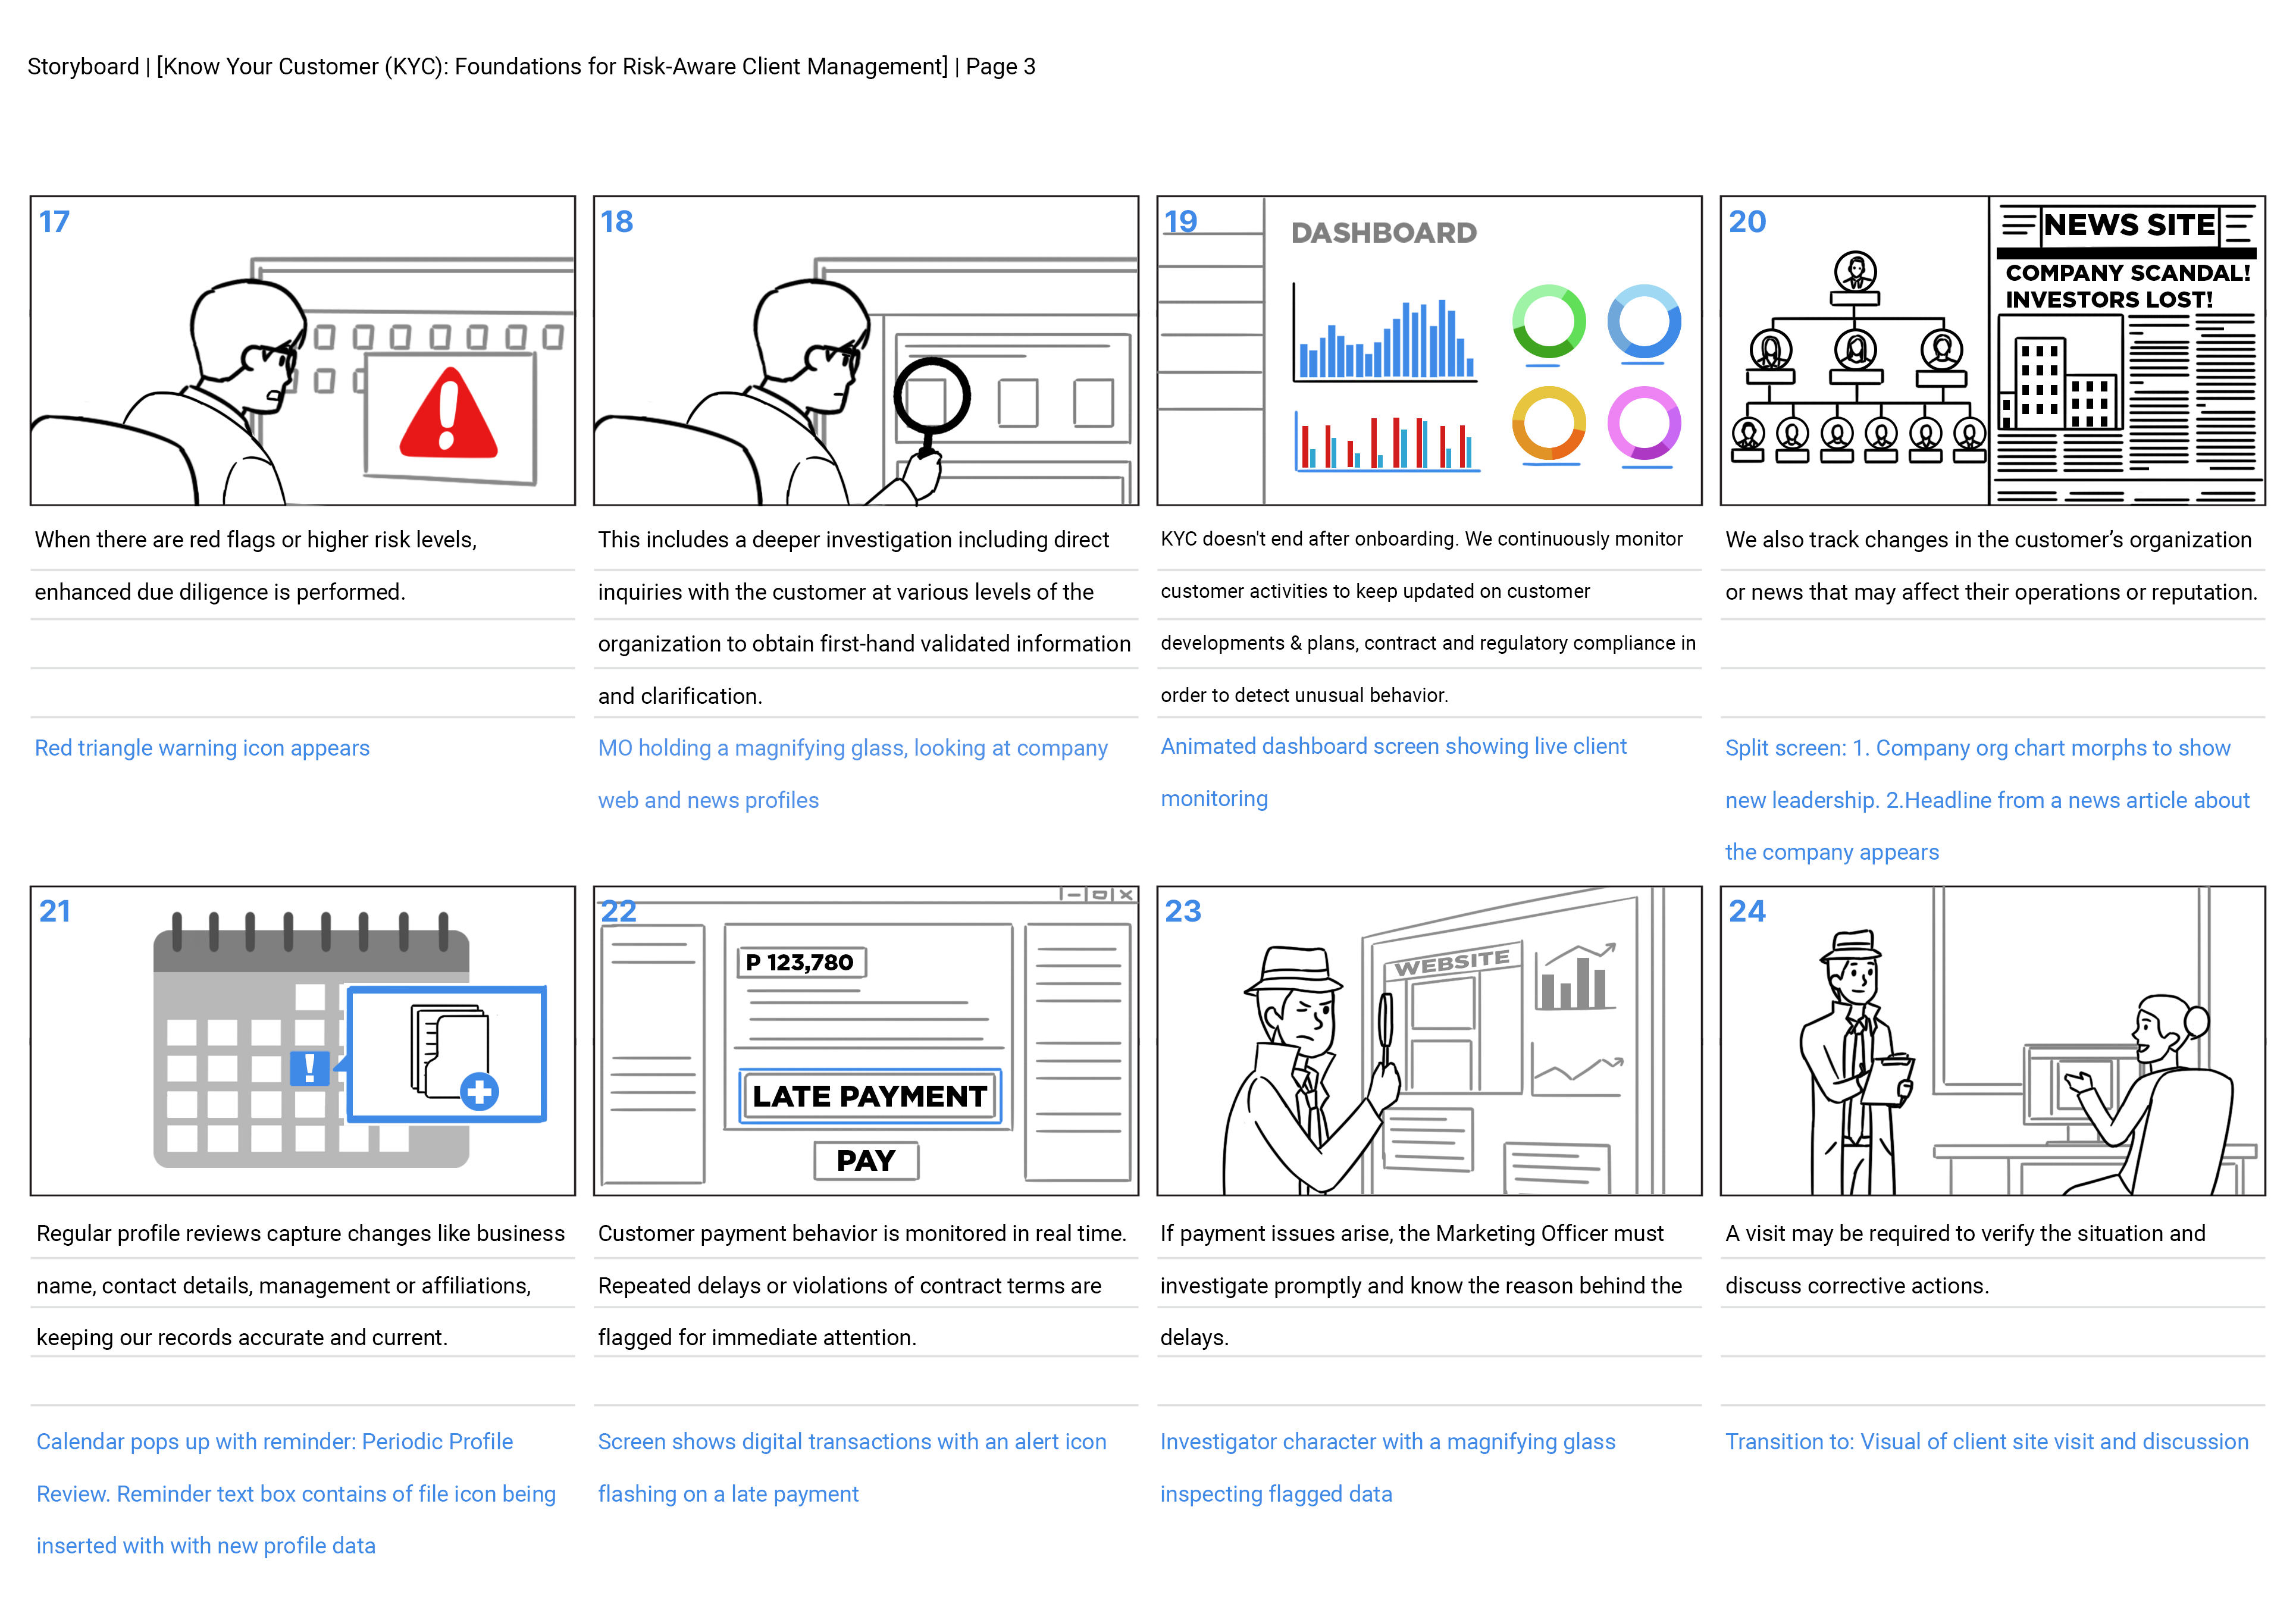 Storyboard | [Know Your Customer (KYC): Foundations for Risk-Aware Client Management] | Page 3
17
When there are red flags or higher risk levels,
enhanced due diligence is performed.
Red triangle warning icon appears
18
This includes a deeper investigation including direct
inquiries with the customer at various levels of the
organization to obtain first-hand validated information
and clarification.
MO holding a magnifying glass, looking at company
web and news profiles
19
DASHBOARD
KYC doesn't end after onboarding. We continuously monitor
customer activities to keep updated on customer
developments & plans, contract and regulatory compliance in
order to detect unusual behavior.
Animated dashboard screen showing live client
monitoring
20
NEWS SITE
COMPANY SCANDAL!
INVESTORS LOST!
We also track changes in the customer’s organization
or news that may affect their operations or reputation.
Split screen: 1. Company org chart morphs to show
new leadership. 2.Headline from a news article about
the company appears
21
Regular profile reviews capture changes like business
name, contact details, management or affiliations,
keeping our records accurate and current.
Calendar pops up with reminder: Periodic Profile
Review. Reminder text box contains of file icon being
inserted with with new profile data
22
P 123,780
LATE PAYMENT
PAY
Customer payment behavior is monitored in real time.
Repeated delays or violations of contract terms are
flagged for immediate attention.
Screen shows digital transactions with an alert icon
flashing on a late payment
23
WEBSITE
If payment issues arise, the Marketing Officer must
investigate promptly and know the reason behind the
delays.
Investigator character with a magnifying glass
inspecting flagged data
24
A visit may be required to verify the situation and
discuss corrective actions.
Transition to: Visual of client site visit and discussion